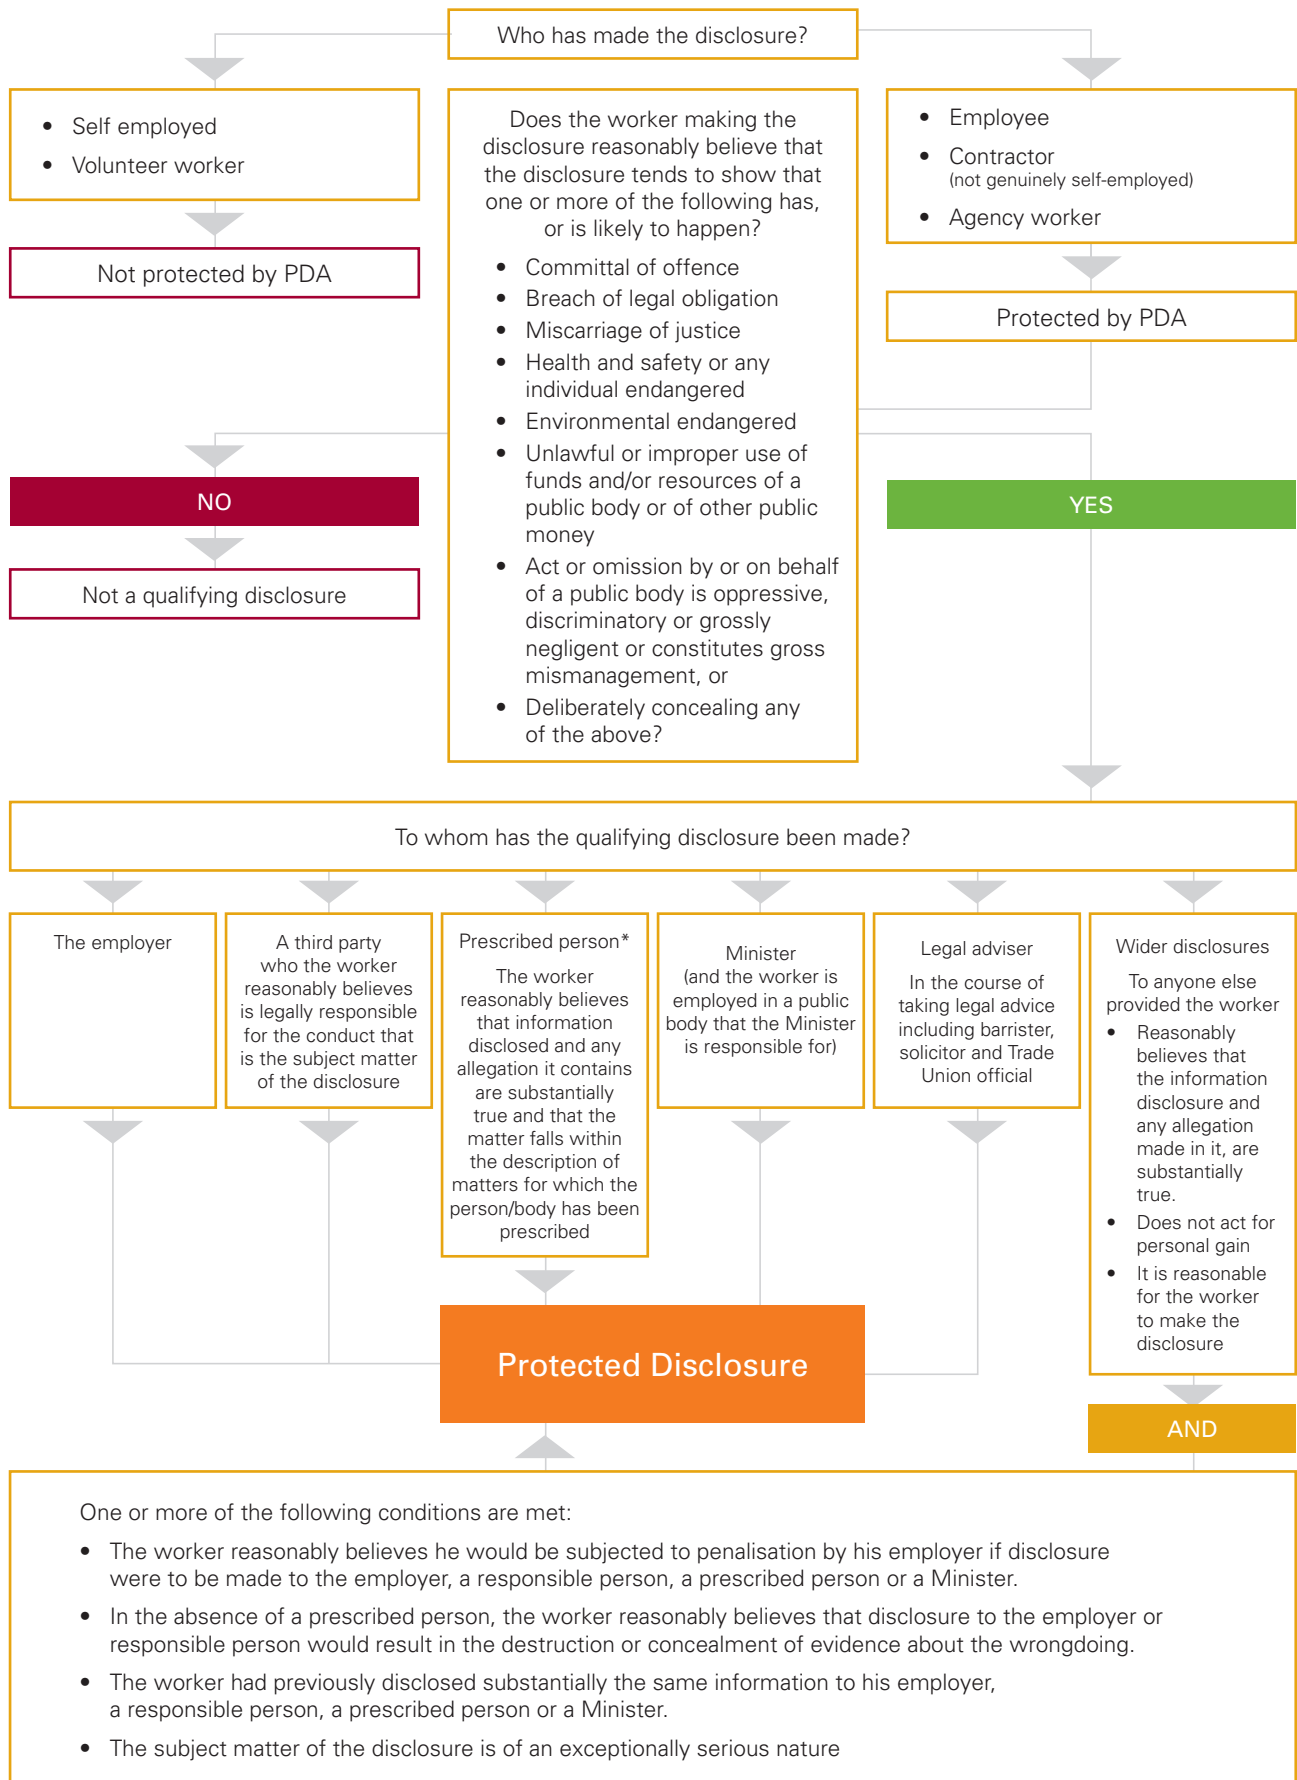 Who has made the disclosure?
• Self employed
• Volunteer worker
Not protected by PDA
Does the worker making the
disclosure reasonably believe that
the disclosure tends to show that
one or more of the following has,
or is likely to happen?
• Committal of offence
• Breach of legal obligation
• Miscarriage of justice
• Health and safety or any
individual endangered
• Environmental endangered
• Unlawful or improper use of
funds and/or resources of a
public body or of other public
money
• Act or omission by or on behalf
of a public body is oppressive,
discriminatory or grossly
negligent or constitutes gross
mismanagement, or
• Deliberately concealing any
of the above?
• Employee
• Contractor
(not genuinely self-employed)
• Agency worker
Protected by PDA
NO
Not a qualifying disclosure
YES
To whom has the qualifying disclosure been made?
The employer
A third party
who the worker
reasonably believes
is legally responsible
for the conduct that
is the subject matter
of the disclosure
Prescribed person*
The worker
reasonably believes
that information
disclosed and any
allegation it contains
are substantially
true and that the
matter falls within
the description of
matters for which the
person/body has been
prescribed
Minister
(and the worker is
employed in a public
body that the Minister
is responsible for)
Legal adviser
In the course of
taking legal advice
including barrister,
solicitor and Trade
Union official
Wider disclosures
To anyone else
provided the worker
• Reasonably
believes that
the information
disclosure and
any allegation
made in it, are
substantially
true.
• Does not act for
personal gain
• It is reasonable
for the worker
to make the
disclosure
Protected Disclosure
AND
One or more of the following conditions are met:
• The worker reasonably believes he would be subjected to penalisation by his employer if disclosure
were to be made to the employer, a responsible person, a prescribed person or a Minister.
• In the absence of a prescribed person, the worker reasonably believes that disclosure to the employer or
responsible person would result in the destruction or concealment of evidence about the wrongdoing.
• The worker had previously disclosed substantially the same information to his employer,
a responsible person, a prescribed person or a Minister.
• The subject matter of the disclosure is of an exceptionally serious nature